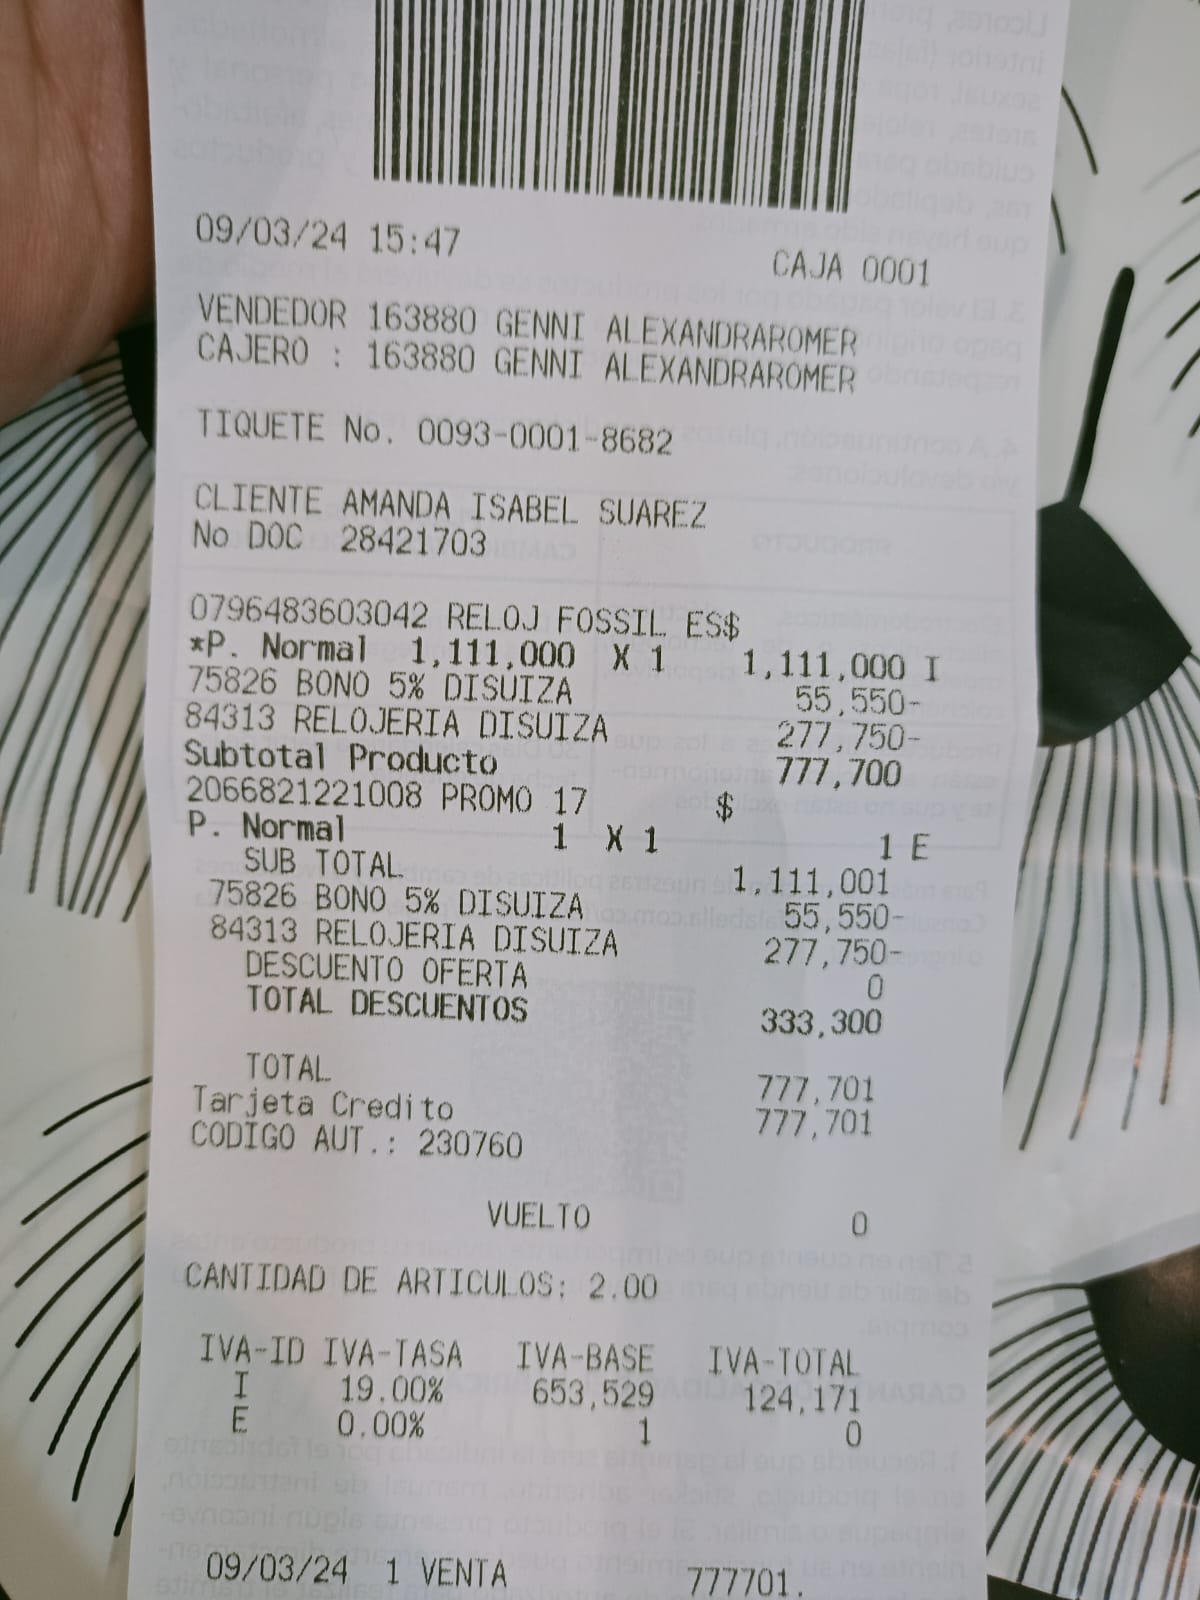 09/03/24 15:47
CAJA 0001
VENDEDOR 163880 GENNI ALEXANDRAROMER
CAJERO : 163880 GENNI ALEXANDRAROMER
TIQUETE No. 0093-0001-8682
CLIENTE AMANDA ISABEL SUAREZ
No DOC 28421703
0796483603042 RELOJ FOSSIL ES$
*P. Normal 1,111,000 X 1 1,111,000 I
75826 BONO 5% DISUIZA 55,550-
84313 RELOJERIA DISUIZA 277,750-
Subtotal Producto 777,700
2066821221008 PROMO 17 $
P. Normal 1 X 1 1 E
SUB TOTAL 1,111,001
75826 BONO 5% DISUIZA 55,550-
84313 RELOJERIA DISUIZA 277,750-
DESCUENTO OFERTA 0
TOTAL DESCUENTOS 333,300
TOTAL 777,701
Tarjeta Credito 777,701
CODIGO AUT.: 230760
VUELTO 0
CANTIDAD DE ARTICULOS: 2.00
IVA-ID IVA-TASA IVA-BASE IVA-TOTAL
I 19.00% 653,529 124,171
E 0.00% 1 0
09/03/24 1 VENTA 777701.